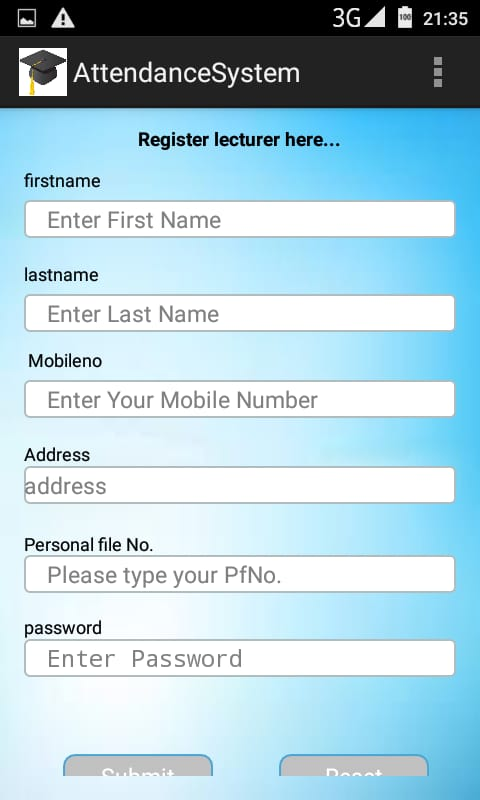 3G 100 21:35
AttendanceSystem
Register lecturer here...
firstname
Enter First Name
lastname
Enter Last Name
Mobileno
Enter Your Mobile Number
Address
address
Personal file No.
Please type your PfNo.
password
Enter Password
Submit Reset